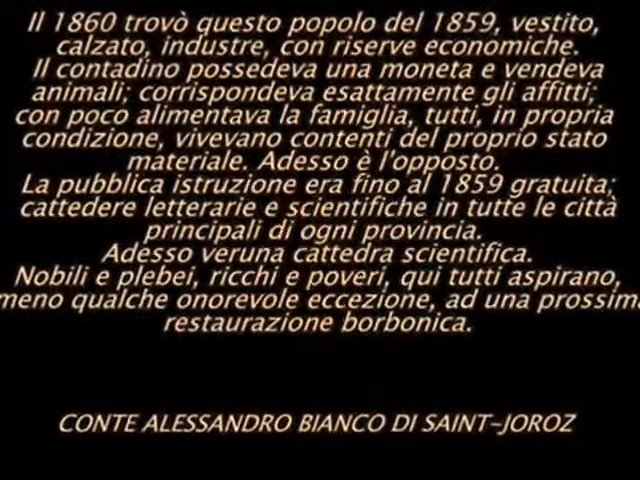 Il 1860 trovò questo popolo del 1859, vestito,
calzato, industre, con riserve economiche.
Il contadino possedeva una moneta e vendeva
animali; corrispondeva esattamente gli affitti;
con poco alimentava la famiglia, tutti, in propria
condizione, vivevano contenti del proprio stato
materiale. Adesso è l'opposto.
La pubblica istruzione era fino al 1859 gratuita;
cattedere letterarie e scientifiche in tutte le città
principali di ogni provincia.
Adesso veruna cattedra scientifica.
Nobili e plebei, ricchi e poveri, qui tutti aspirano,
meno qualche onorevole eccezione, ad una prossima
restaurazione borbonica.
CONTE ALESSANDRO BIANCO DI SAINT-JOROZ